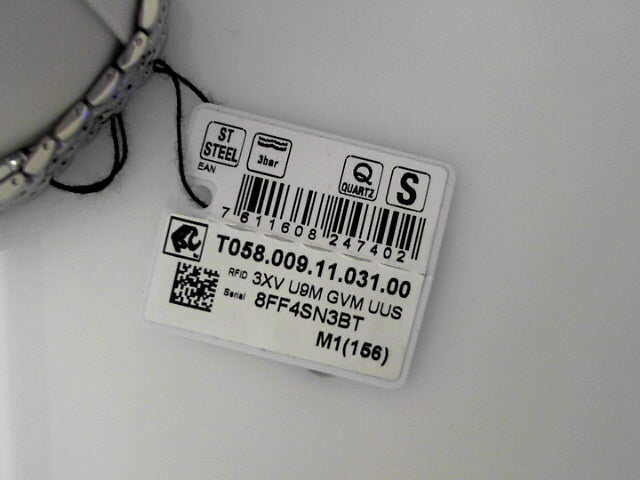 ST
STEEL
3bar
Q
QUARTZ
S
EAN
7 611608 247402
T058.009.11.031.00
RFID 3XV U9M GVM UUS
Serial 8FF4SN3BT
M1(156)